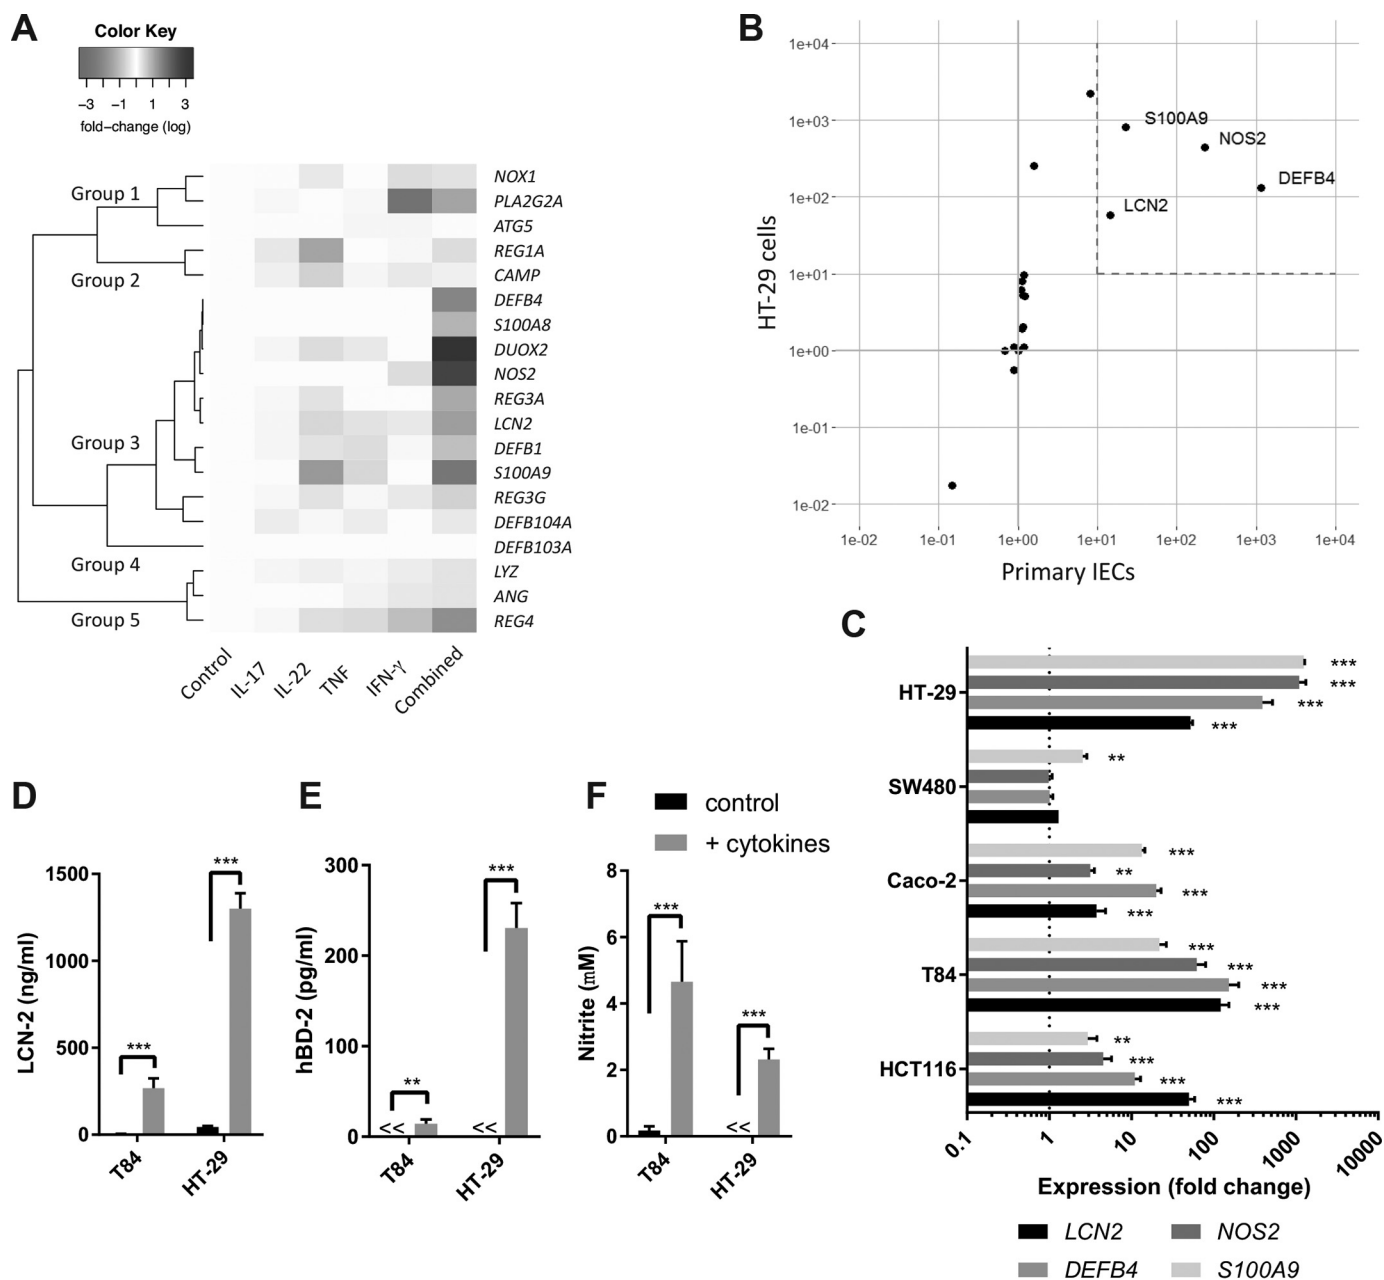 A
Color Key
−3 −1 1 3
fold−change (log)
Group 1
Group 2
Group 3
Group 4
Group 5
NOX1
PLA2G2A
ATG5
REG1A
CAMP
DEFB4
S100A8
DUOX2
NOS2
REG3A
LCN2
DEFB1
S100A9
REG3G
DEFB104A
DEFB103A
LYZ
ANG
REG4
Control IL-17 IL-22 TNF IFN-γ Combined
B
HT-29 cells
1e+04
1e+03
1e+02
1e+01
1e+00
1e-01
1e-02
S100A9
NOS2
DEFB4
LCN2
1e-02 1e-01 1e+00 1e+01 1e+02 1e+03 1e+04
Primary IECs
C
HT-29
***
***
***
***
SW480
**
Caco-2
***
**
***
***
T84
***
***
***
***
HCT116
**
***
***
***
0.1 1 10 100 1000 10000
Expression (fold change)
LCN2 NOS2
DEFB4 S100A9
D
LCN-2 (ng/ml)
1500
1000
500
0
***
***
T84 HT-29
E
hBD-2 (pg/ml)
300
200
100
0
**
***
<< <<
T84 HT-29
F
control
+ cytokines
Nitrite (mM)
8
6
4
2
0
***
***
<<
T84 HT-29